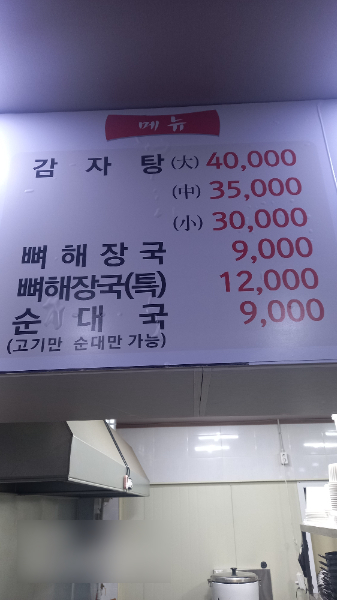 메뉴
감자탕(大) 40,000
(中) 35,000
(小) 30,000
뼈해장국 9,000
뼈해장국(특) 12,000
순대국 9,000
(고기만 순대만 가능)